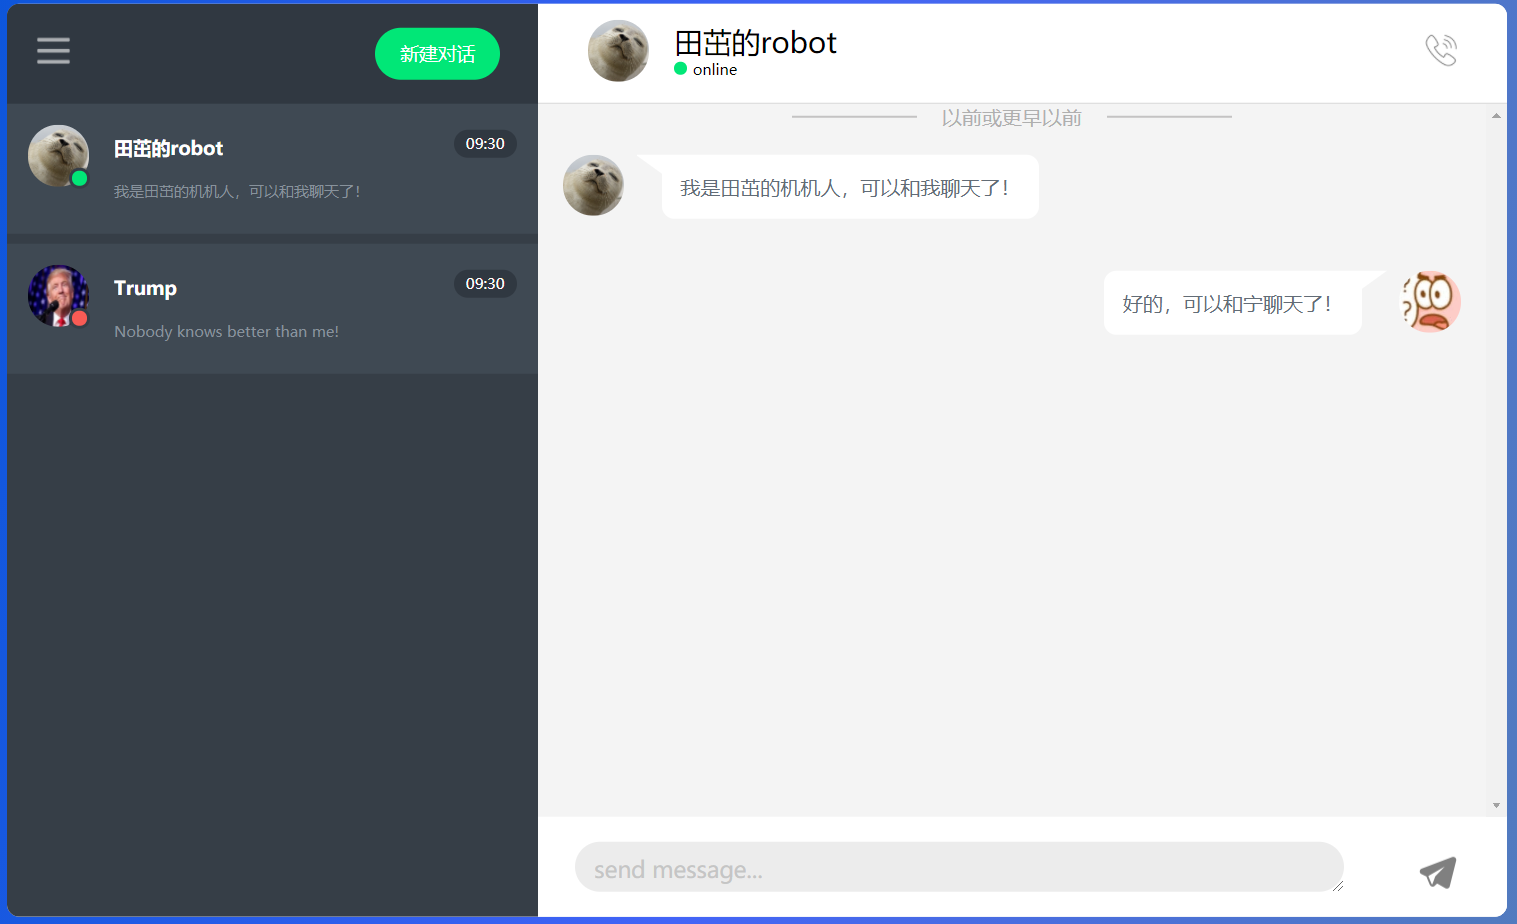 新建对话
田茁的robot
09:30
我是田茁的机机人，可以和我聊天了！
Trump
09:30
Nobody knows better than me!
田茁的robot
online
以前或更早以前
我是田茁的机机人，可以和我聊天了！
好的，可以和宁聊天了！
send message...